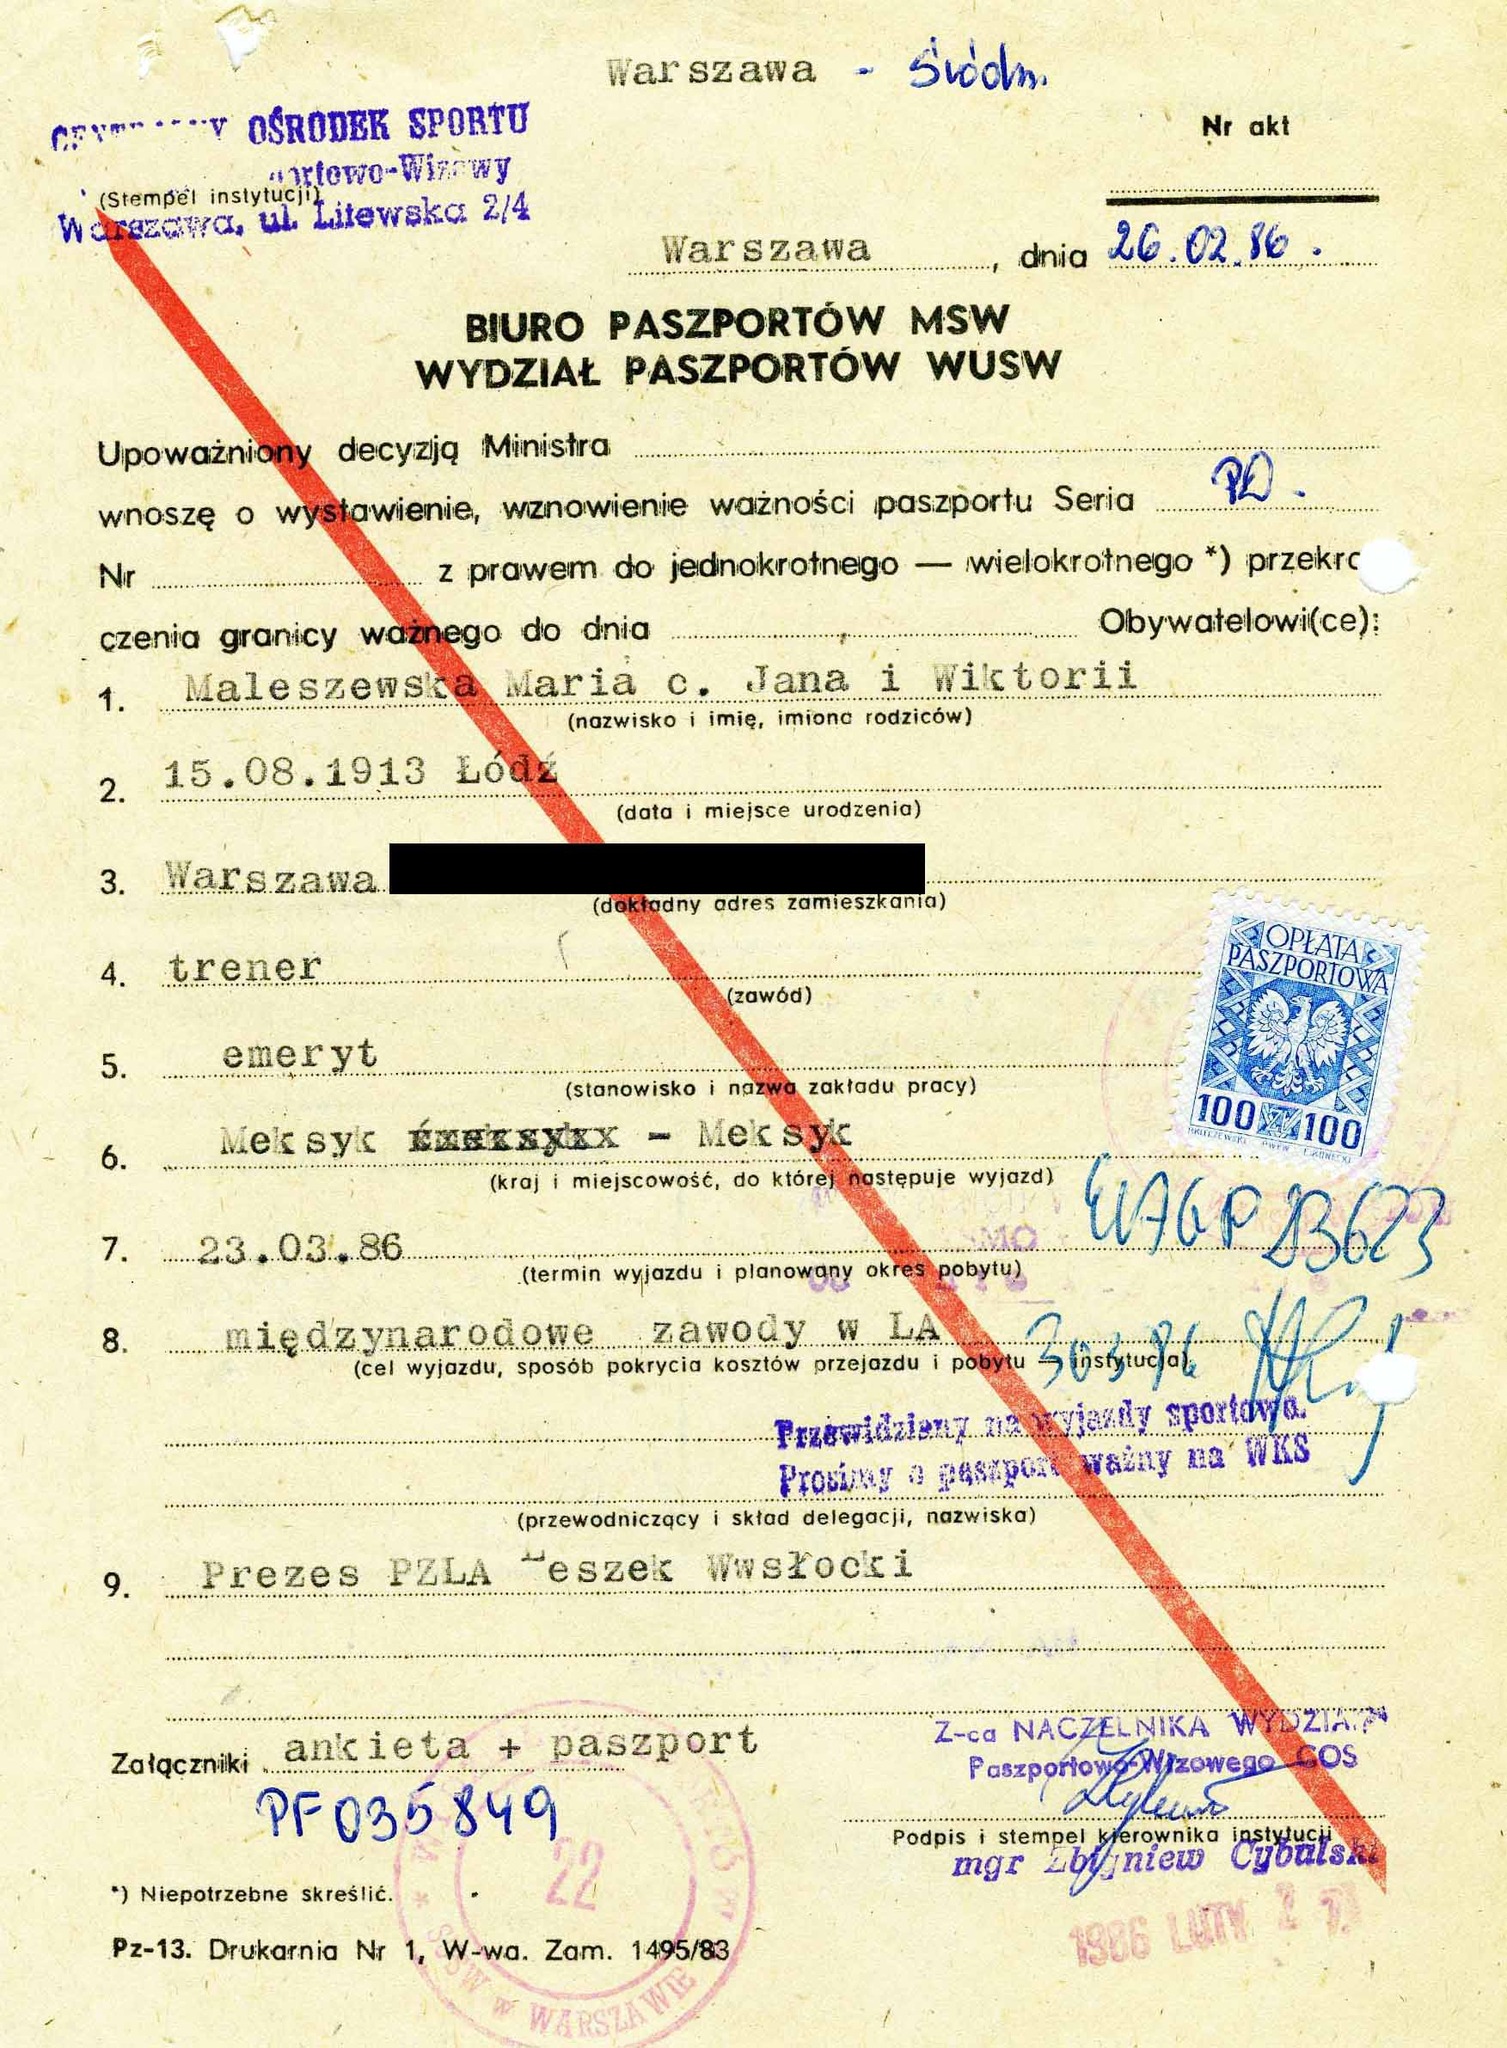 Warszawa - Śródm.
OŚRODEK SPORTU
Nr akt
(Stempel instytucji)
Warszawa, ul. Litewska 2/4
Warszawa, dnia 26.02.86.
BIURO PASZPORTÓW MSW
WYDZIAŁ PASZPORTÓW WUSW
Upoważniony decyzją Ministra
wnoszę o wystawienie, wznowienie ważności paszportu Seria PD.
Nr z prawem do jednokrotnego — wielokrotnego *) przekro
czenia granicy ważnego do dnia Obywatelowi(ce):
1. Maleszewska Maria c. Jana i Wiktorii
(nazwisko i imię, imiona rodziców)
2. 15.08.1913 Łódź
(data i miejsce urodzenia)
3. Warszawa
(dokładny adres zamieszkania)
4. trener
(zawód)
OPŁATA
PASZPORTOWA
100 ZŁ 100
5. emeryt
(stanowisko i nazwa zakładu pracy)
6. Meksyk - Meksyk
(kraj i miejscowość, do której następuje wyjazd)
7. 23.03.86
(termin wyjazdu i planowany okres pobytu)
8. międzynarodowe zawody w LA
(cel wyjazdu, sposób pokrycia kosztów przejazdu i pobytu — instytucja)
Przewidziany na wyjazdy sportowa.
Prosimy o paszport ważny na WKS
(przewodniczący i skład delegacji, nazwiska)
9. Prezes PZLA Leszek Wwsłocki
Załączniki ankieta + paszport
PF035849
Z-ca NACZELNIKA WYDZIAŁU
Paszportowo-Wizowego COS
Podpis i stempel kierownika instytucji
mgr Zbigniew Cybulski
22
WARSZAWIE
*) Niepotrzebne skreślić.
1986 LUTY 2
Pz-13. Drukarnia Nr 1, W-wa. Zam. 1495/83